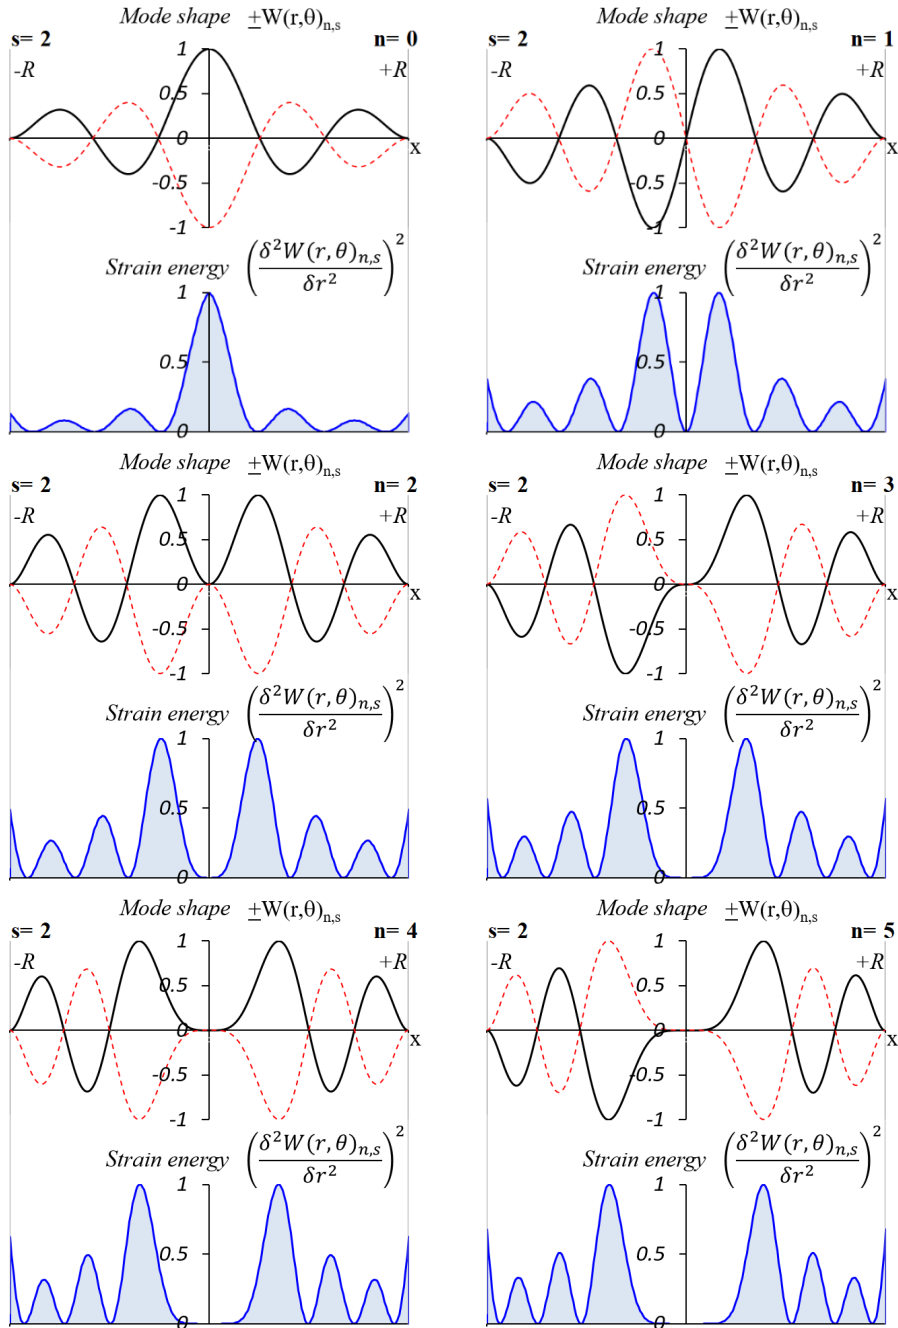 Mode shape ±W(r,θ)n,s
s= 2 n= 0
-R +R
1
0.5
0
x
-0.5
-1
Strain energy (δ²W(r,θ)n,s/δr²)²
1
0.5
0
Mode shape ±W(r,θ)n,s
s= 2 n= 1
-R +R
1
0.5
0
x
-0.5
-1
Strain energy (δ²W(r,θ)n,s/δr²)²
1
0.5
0
Mode shape ±W(r,θ)n,s
s= 2 n= 2
-R +R
1
0.5
0
x
-0.5
-1
Strain energy (δ²W(r,θ)n,s/δr²)²
1
0.5
0
Mode shape ±W(r,θ)n,s
s= 2 n= 3
-R +R
1
0.5
0
x
-0.5
-1
Strain energy (δ²W(r,θ)n,s/δr²)²
1
0.5
0
Mode shape ±W(r,θ)n,s
s= 2 n= 4
-R +R
1
0.5
0
x
-0.5
-1
Strain energy (δ²W(r,θ)n,s/δr²)²
1
0.5
0
Mode shape ±W(r,θ)n,s
s= 2 n= 5
-R +R
1
0.5
0
x
-0.5
-1
Strain energy (δ²W(r,θ)n,s/δr²)²
1
0.5
0